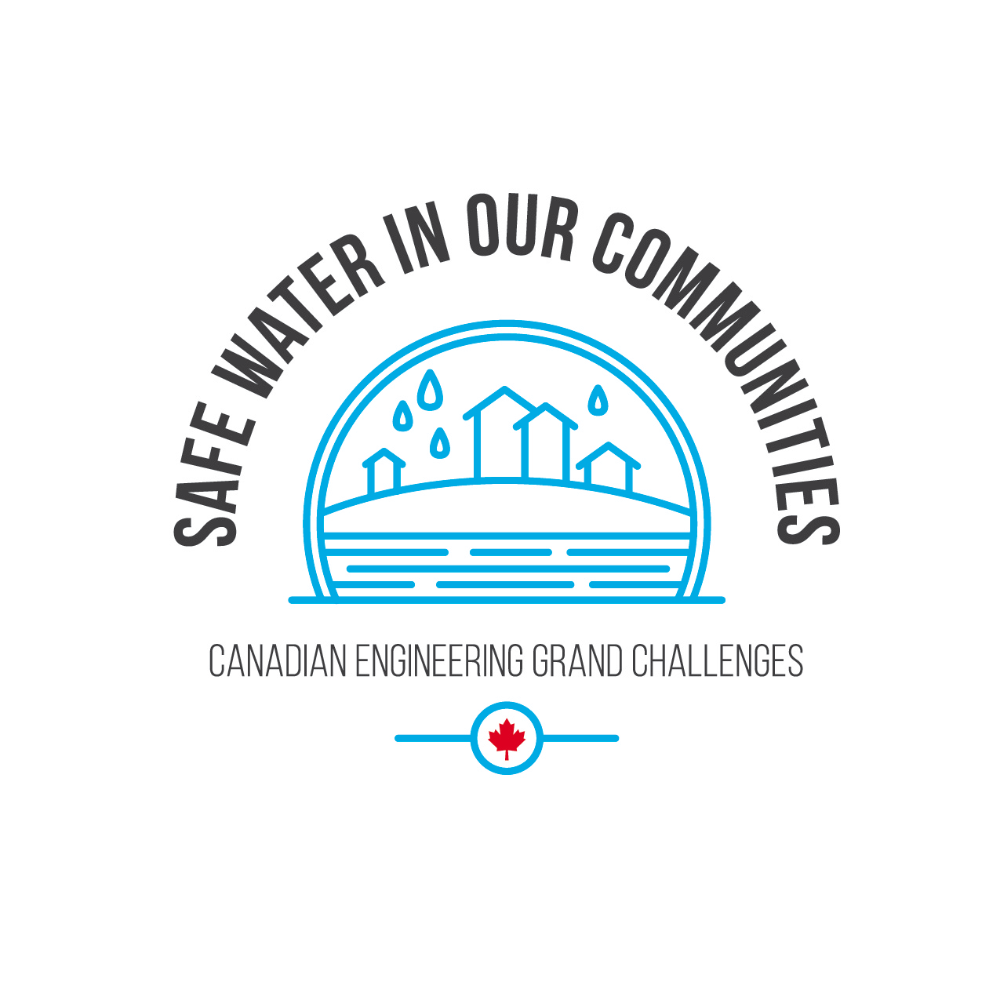 SAFE WATER IN OUR COMMUNITIES
CANADIAN ENGINEERING GRAND CHALLENGES